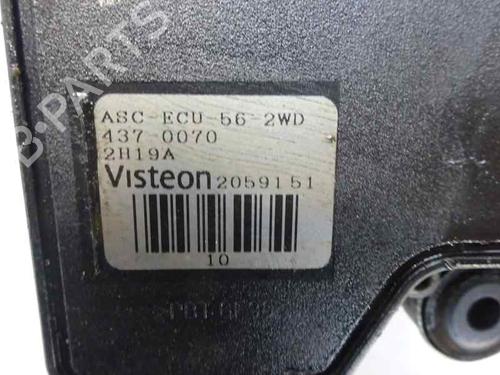 B-PARTS
ASC-ECU-56-2WD
437-0070
2H19A
Visteon 2059151
10